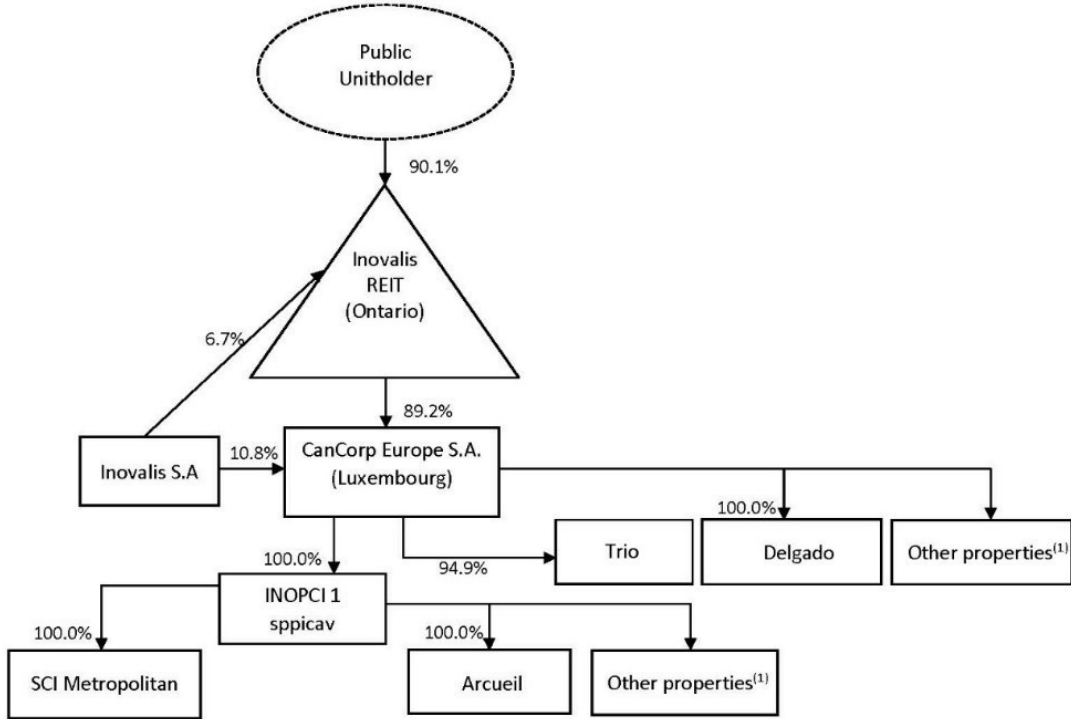 Public
Unitholder
90.1%
Inovalis
REIT
(Ontario)
6.7%
89.2%
Inovalis S.A
10.8%
CanCorp Europe S.A.
(Luxembourg)
100.0%
94.9%
Trio
100.0%
Delgado
Other properties(1)
INOPCI 1
sppicav
100.0%
SCI Metropolitan
100.0%
Arcueil
Other properties(1)